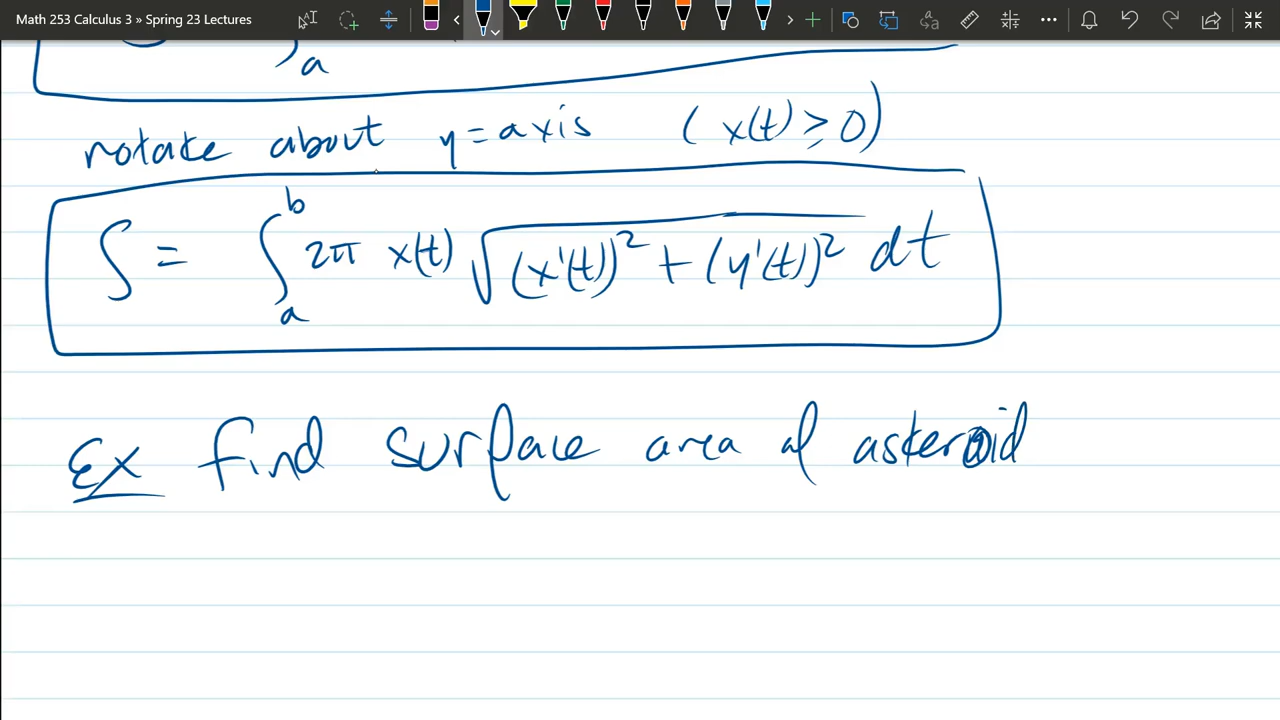 Math 253 Calculus 3 » Spring 23 Lectures
∫a
rotate about y=axis (x(t) ≥ 0)
S = ∫_a^b 2π x(t) √((x'(t))² + (y'(t))²) dt
Ex find surface area of asteroid